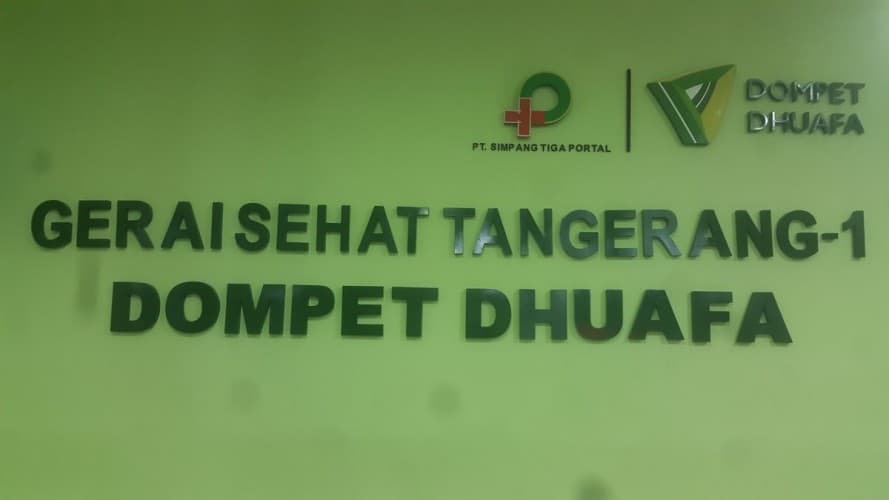 PT. SIMPANG TIGA PORTAL
DOMPET
DHUAFA
GERAI SEHAT TANGERANG-1
DOMPET DHUAFA